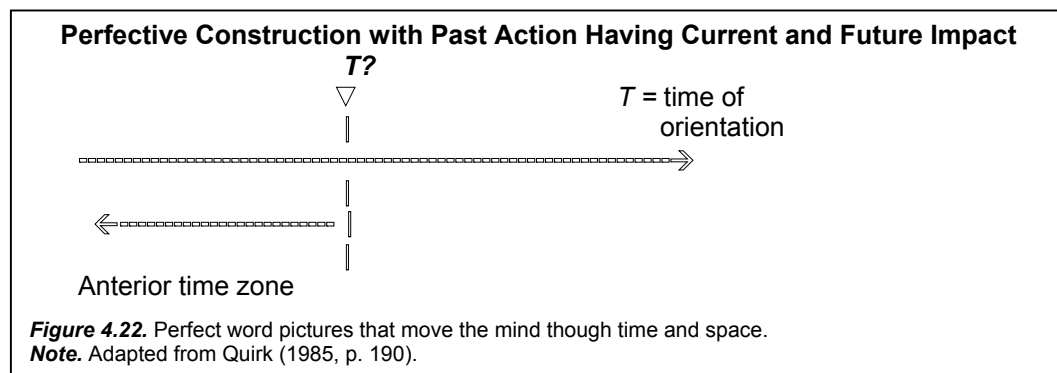 Perfective Construction with Past Action Having Current and Future Impact
T?
T = time of
orientation
Anterior time zone
Figure 4.22. Perfect word pictures that move the mind though time and space.
Note. Adapted from Quirk (1985, p. 190).